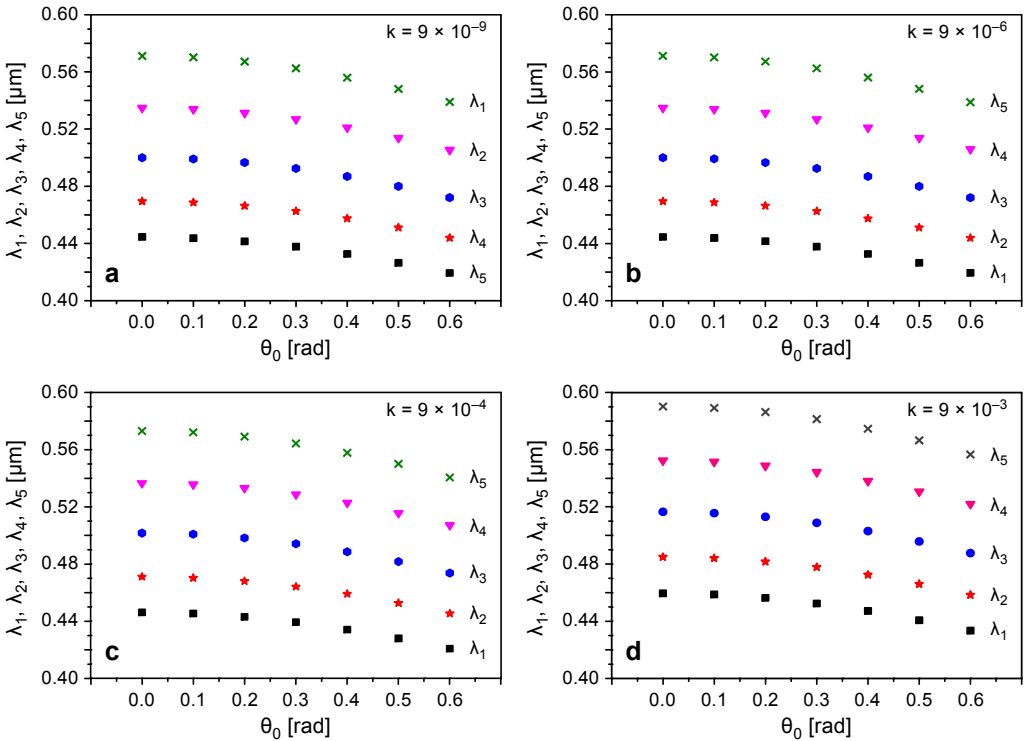 k = 9 × 10⁻⁹
λ₁, λ₂, λ₃, λ₄, λ₅ [µm]
0.60
0.56
0.52
0.48
0.44
0.40
λ₁
λ₂
λ₃
λ₄
λ₅
a
0.0 0.1 0.2 0.3 0.4 0.5 0.6
θ₀ [rad]
k = 9 × 10⁻⁶
λ₁, λ₂, λ₃, λ₄, λ₅ [µm]
0.60
0.56
0.52
0.48
0.44
0.40
λ₅
λ₄
λ₃
λ₂
λ₁
b
0.0 0.1 0.2 0.3 0.4 0.5 0.6
θ₀ [rad]
k = 9 × 10⁻⁴
λ₁, λ₂, λ₃, λ₄, λ₅ [µm]
0.60
0.56
0.52
0.48
0.44
0.40
λ₅
λ₄
λ₃
λ₂
λ₁
c
0.0 0.1 0.2 0.3 0.4 0.5 0.6
θ₀ [rad]
k = 9 × 10⁻³
λ₁, λ₂, λ₃, λ₄, λ₅ [µm]
0.60
0.56
0.52
0.48
0.44
0.40
λ₅
λ₄
λ₃
λ₂
λ₁
d
0.0 0.1 0.2 0.3 0.4 0.5 0.6
θ₀ [rad]